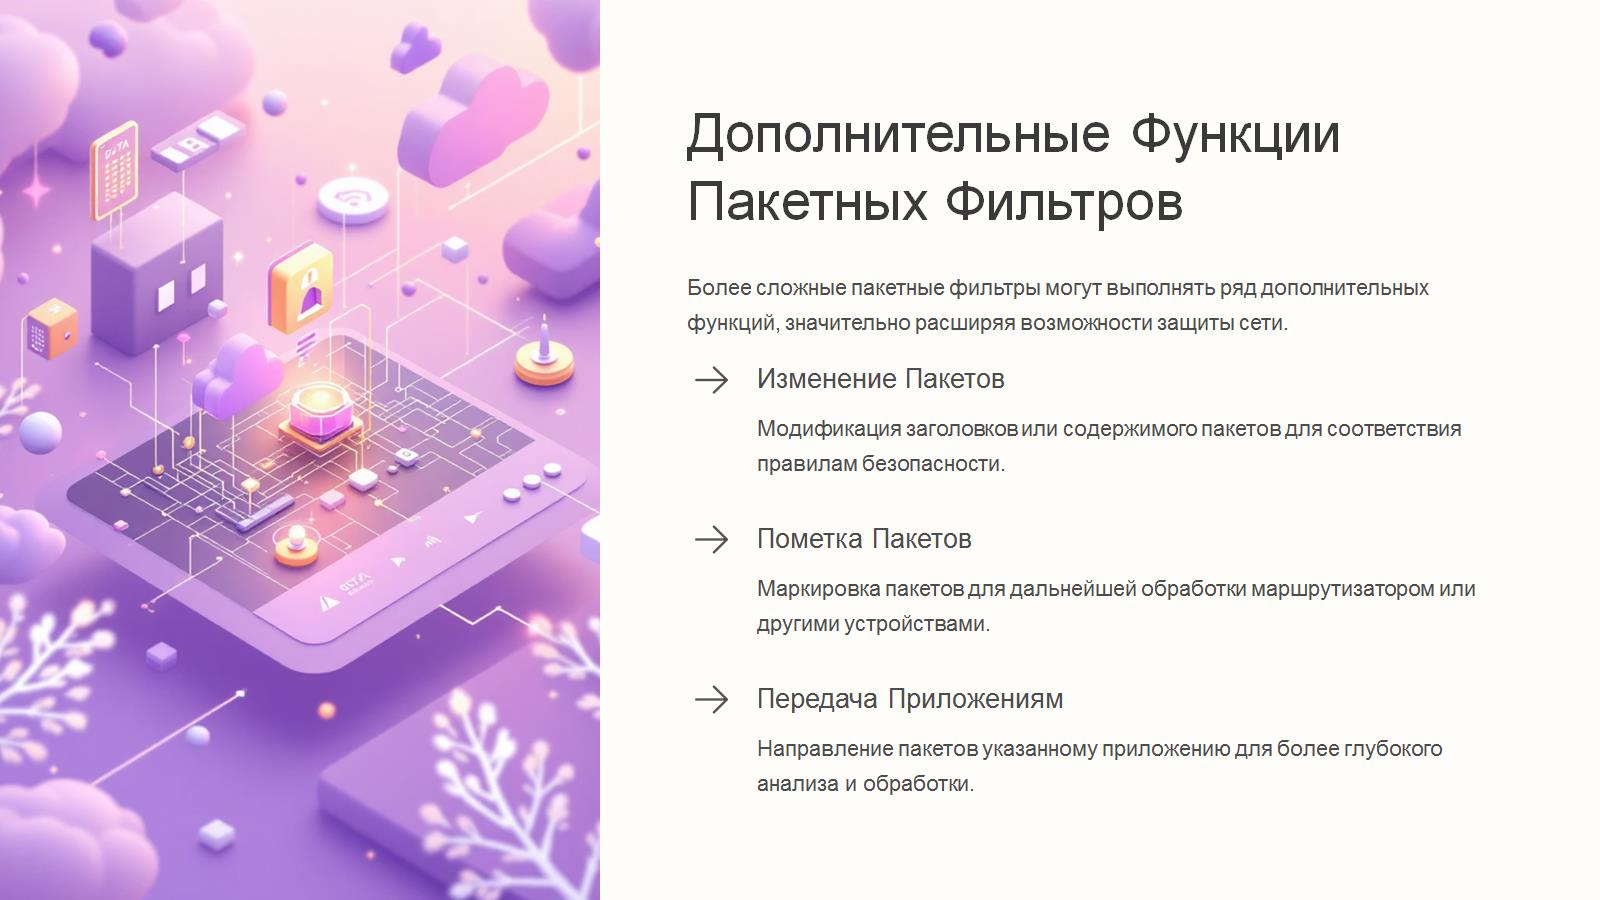 Дополнительные Функции
Пакетных Фильтров
Более сложные пакетные фильтры могут выполнять ряд дополнительных
функций, значительно расширяя возможности защиты сети.
Изменение Пакетов
Модификация заголовков или содержимого пакетов для соответствия
правилам безопасности.
Пометка Пакетов
Маркировка пакетов для дальнейшей обработки маршрутизатором или
другими устройствами.
Передача Приложениям
Направление пакетов указанному приложению для более глубокого
анализа и обработки.